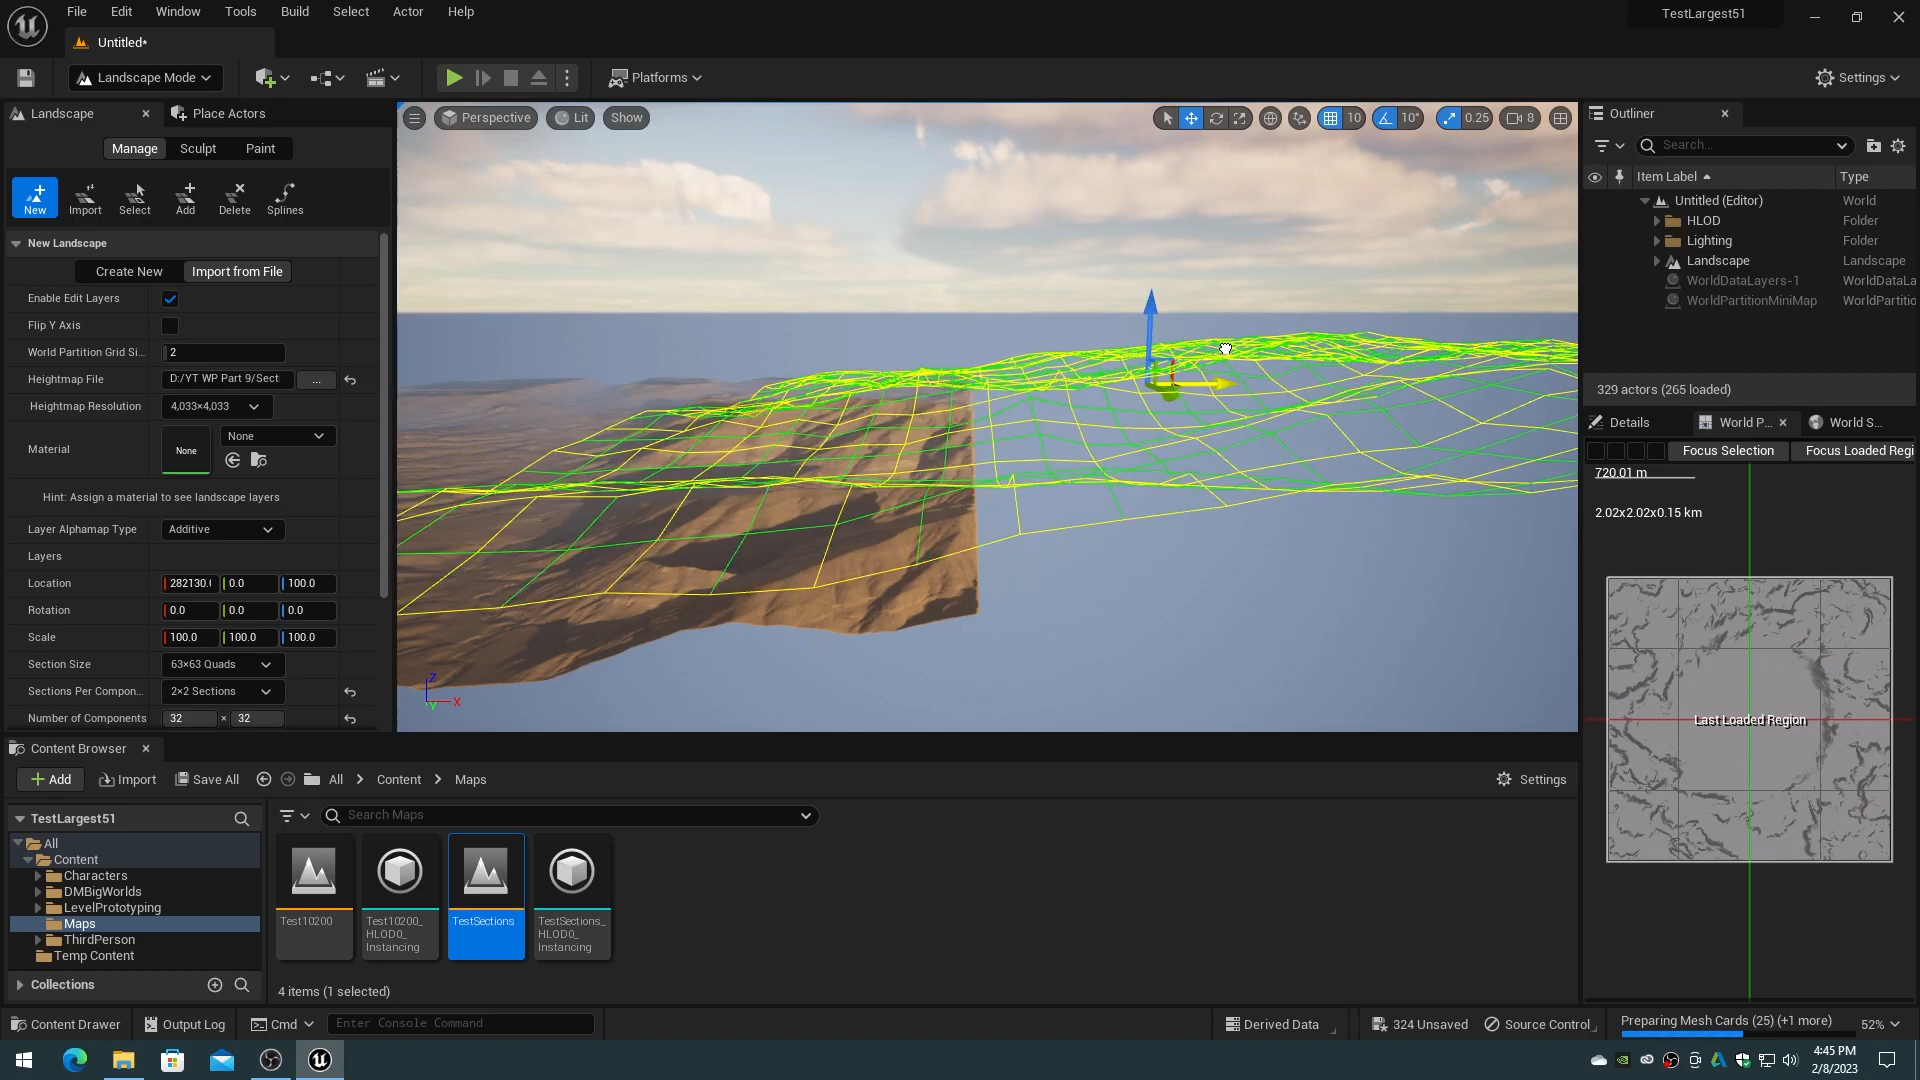 File Edit Window Tools Build Select Actor Help
TestLargest51
Untitled*
Landscape Mode
Platforms
Settings
Landscape
Place Actors
Perspective
Lit
Show
10
10°
0.25
8
Outliner
Manage Sculpt Paint
Search...
Item Label
Type
New Import Select Add Delete Splines
Untitled (Editor) World
HLOD Folder
Lighting Folder
Landscape Landscape
WorldDataLayers-1 WorldDataLa
WorldPartitionMiniMap WorldPartitio
New Landscape
Create New Import from File
Enable Edit Layers
Flip Y Axis
World Partition Grid Si... 2
Heightmap File D:/YT WP Part 9/Sect ...
Heightmap Resolution 4,033×4,033
Material None None
Hint: Assign a material to see landscape layers
Layer Alphamap Type Additive
Layers
Location 282130.( 0.0 100.0
Rotation 0.0 0.0 0.0
Scale 100.0 100.0 100.0
Section Size 63×63 Quads
Sections Per Compon... 2×2 Sections
Number of Components 32 × 32
Z
X
Y
329 actors (265 loaded)
Details World P... World S...
Focus Selection Focus Loaded Regi
720.01 m
2.02x2.02x0.15 km
Last Loaded Region
Content Browser
Add Import Save All All Content Maps
Settings
TestLargest51
Search Maps
All
Content
Characters
DMBigWorlds
LevelPrototyping
Maps
ThirdPerson
Temp Content
Collections
Test10200
Test10200_
HLOD0_
Instancing
TestSections
TestSections_
HLOD0_
Instancing
4 items (1 selected)
Content Drawer Output Log Cmd Enter Console Command
Derived Data 324 Unsaved Source Control
Preparing Mesh Cards (25) (+1 more) 52%
4:45 PM
2/8/2023